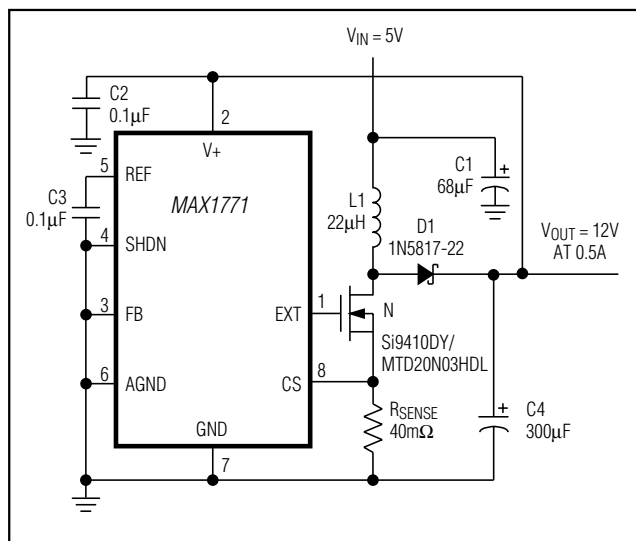 V_IN = 5V
C2
0.1µF
2
V+
5
REF
C1
68µF
MAX1771
C3
0.1µF
L1
22µH
4
SHDN
D1
1N5817-22
V_OUT = 12V
AT 0.5A
3
FB
EXT
1
N
Si9410DY/
MTD20N03HDL
6
AGND
CS
8
R_SENSE
40mΩ
C4
300µF
GND
7